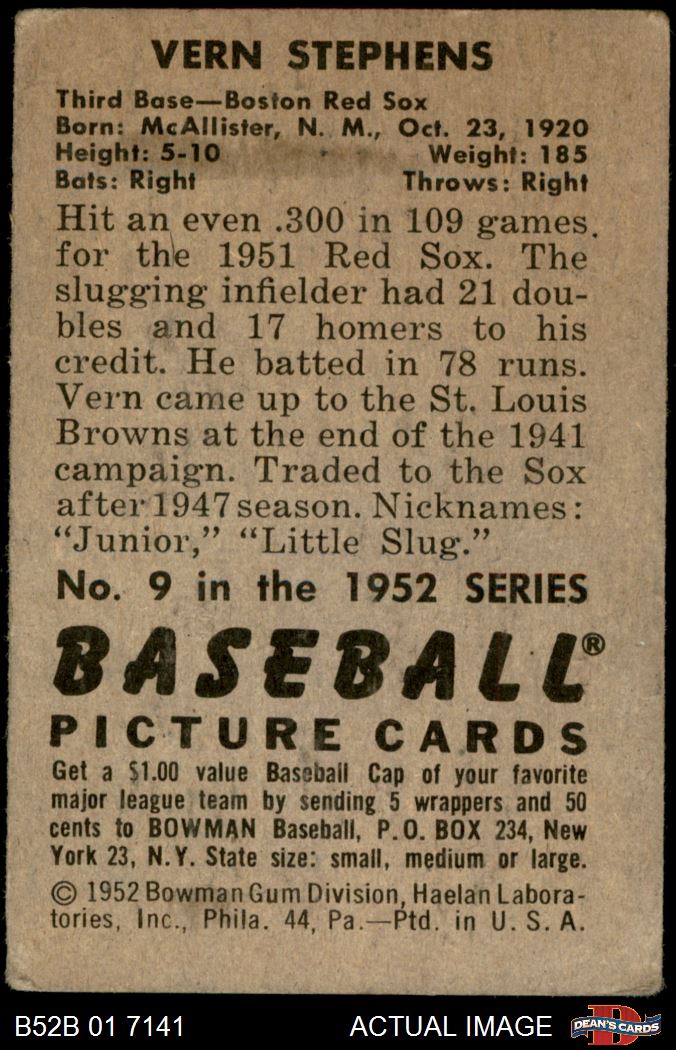 VERN STEPHENS
Third Base—Boston Red Sox
Born: McAllister, N. M., Oct. 23, 1920
Height: 5-10 Weight: 185
Bats: Right Throws: Right
Hit an even .300 in 109 games.
for the 1951 Red Sox. The
slugging infielder had 21 dou-
bles and 17 homers to his
credit. He batted in 78 runs.
Vern came up to the St. Louis
Browns at the end of the 1941
campaign. Traded to the Sox
after 1947 season. Nicknames:
“Junior,” “Little Slug.”
No. 9 in the 1952 SERIES
BASEBALL®
PICTURE CARDS
Get a $1.00 value Baseball Cap of your favorite
major league team by sending 5 wrappers and 50
cents to BOWMAN Baseball, P.O. BOX 234, New
York 23, N.Y. State size: small, medium or large.
© 1952 Bowman Gum Division, Haelan Labora-
tories, Inc., Phila. 44, Pa.—Ptd. in U. S. A.
B52B 01 7141 ACTUAL IMAGE DEAN'S CARDS